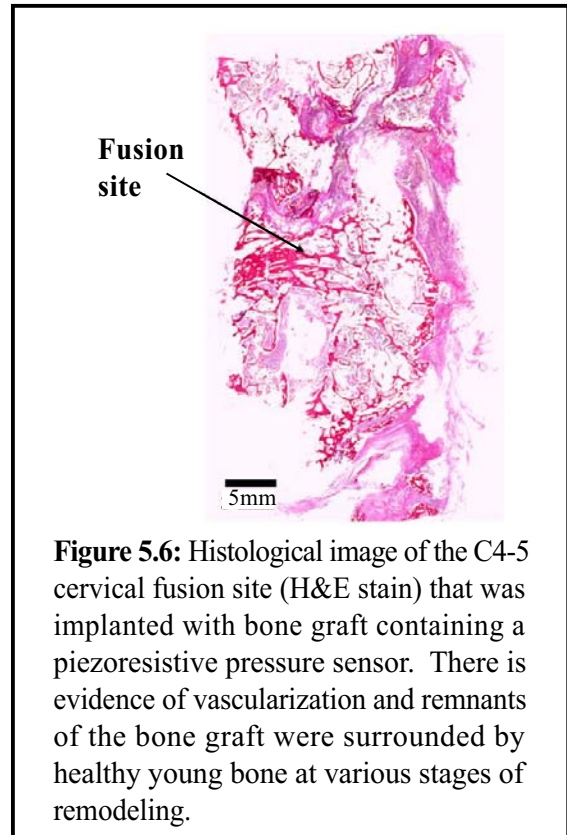 Fusion
site
5mm
Figure 5.6: Histological image of the C4-5
cervical fusion site (H&E stain) that was
implanted with bone graft containing a
piezoresistive pressure sensor. There is
evidence of vascularization and remnants
of the bone graft were surrounded by
healthy young bone at various stages of
remodeling.